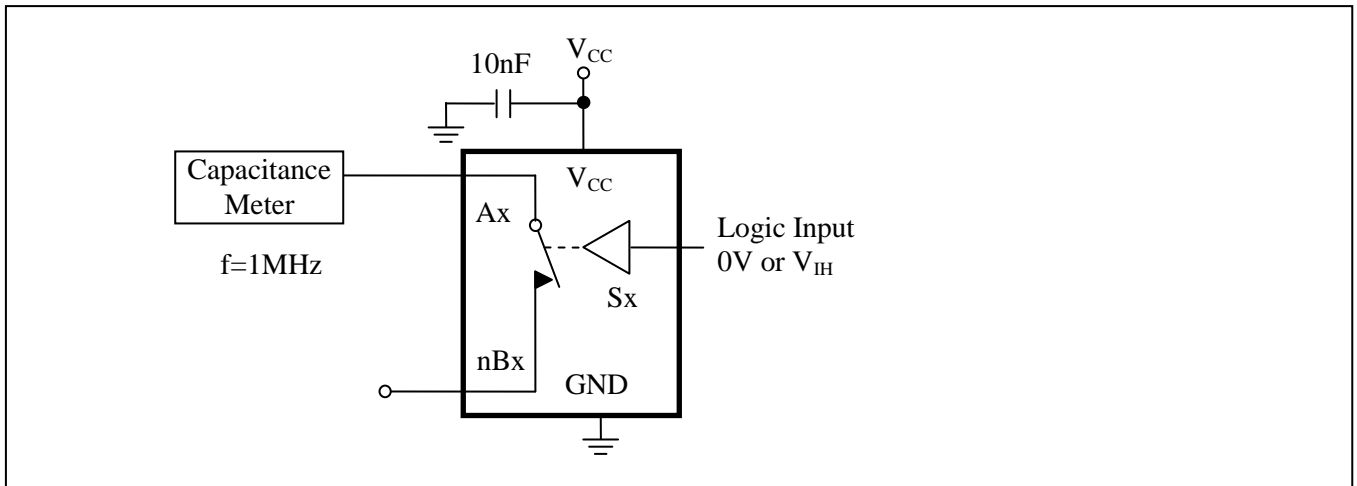 V_CC
10nF
Capacitance
Meter
V_CC
Ax
Logic Input
0V or V_IH
f=1MHz
Sx
nBx
GND